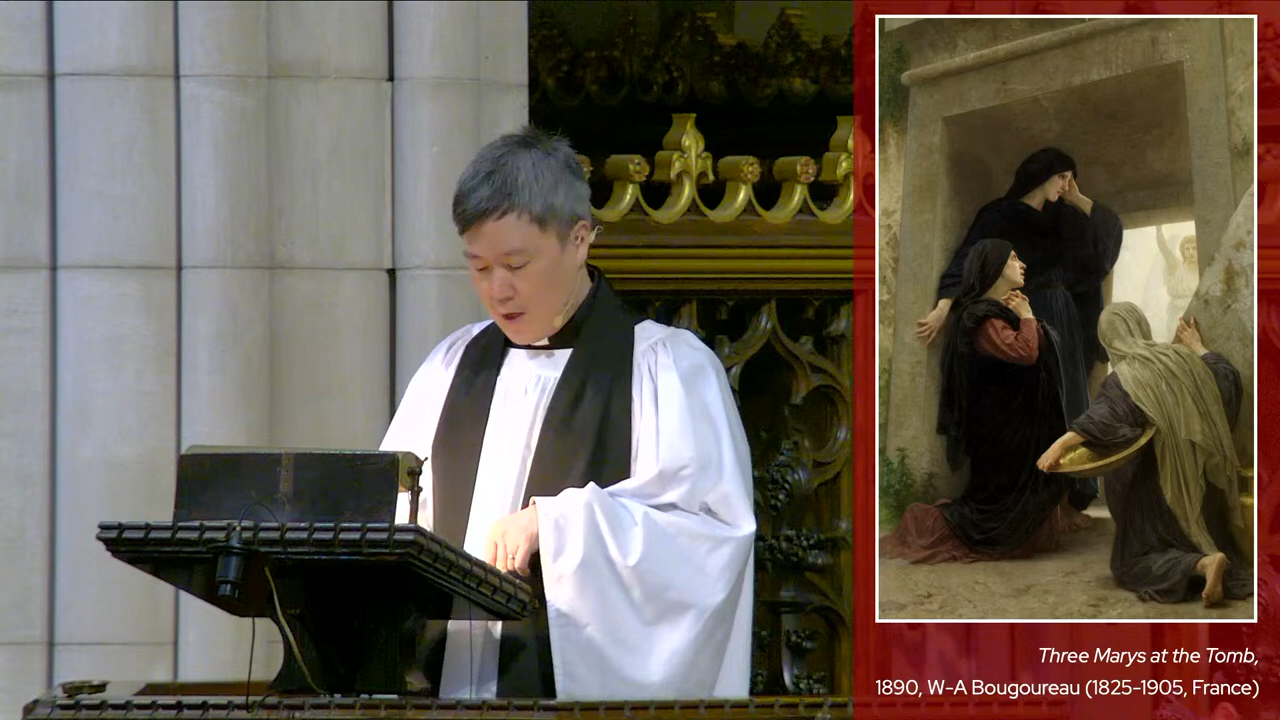 Three Marys at the Tomb,
1890, W-A Bougoureau (1825-1905, France)